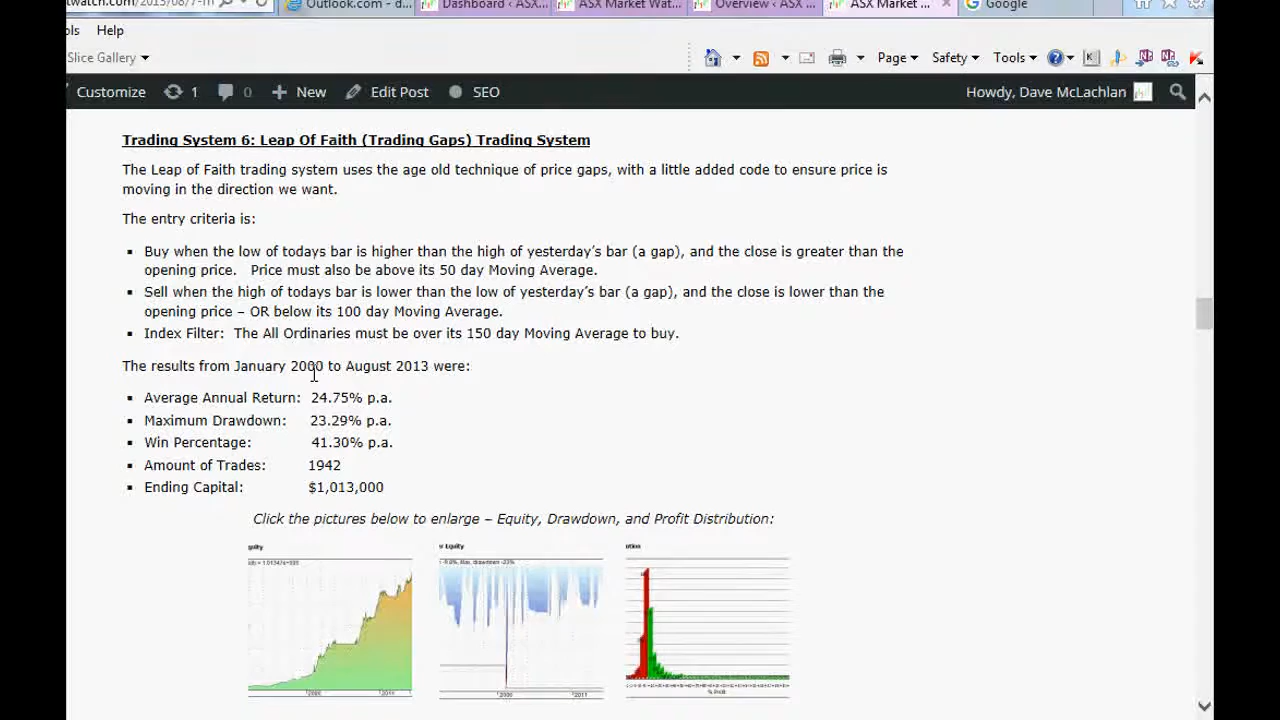 Outlook.com - d...
Dashboard ‹ ASX...
ASX Market Wat...
Overview ‹ ASX ...
ASX Market ...
Google
ols Help
Slice Gallery
Page
Safety
Tools
Customize
1
0
New
Edit Post
SEO
Howdy, Dave McLachlan
Trading System 6: Leap Of Faith (Trading Gaps) Trading System
The Leap of Faith trading system uses the age old technique of price gaps, with a little added code to ensure price is
moving in the direction we want.
The entry criteria is:
Buy when the low of todays bar is higher than the high of yesterday’s bar (a gap), and the close is greater than the
opening price. Price must also be above its 50 day Moving Average.
Sell when the high of todays bar is lower than the low of yesterday’s bar (a gap), and the close is lower than the
opening price – OR below its 100 day Moving Average.
Index Filter: The All Ordinaries must be over its 150 day Moving Average to buy.
The results from January 2000 to August 2013 were:
Average Annual Return: 24.75% p.a.
Maximum Drawdown: 23.29% p.a.
Win Percentage: 41.30% p.a.
Amount of Trades: 1942
Ending Capital: $1,013,000
Click the pictures below to enlarge – Equity, Drawdown, and Profit Distribution:
Equity
2006
2011